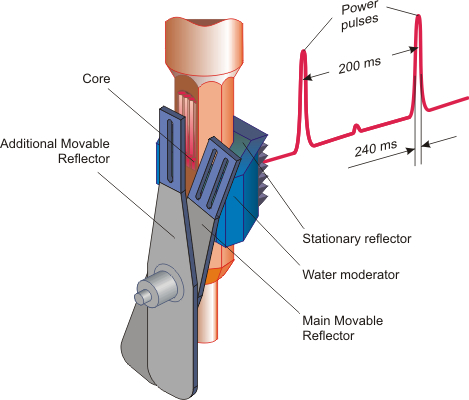 Power
pulses
200 ms
240 ms
Core
Additional Movable
Reflector
Stationary reflector
Water moderator
Main Movable
Reflector